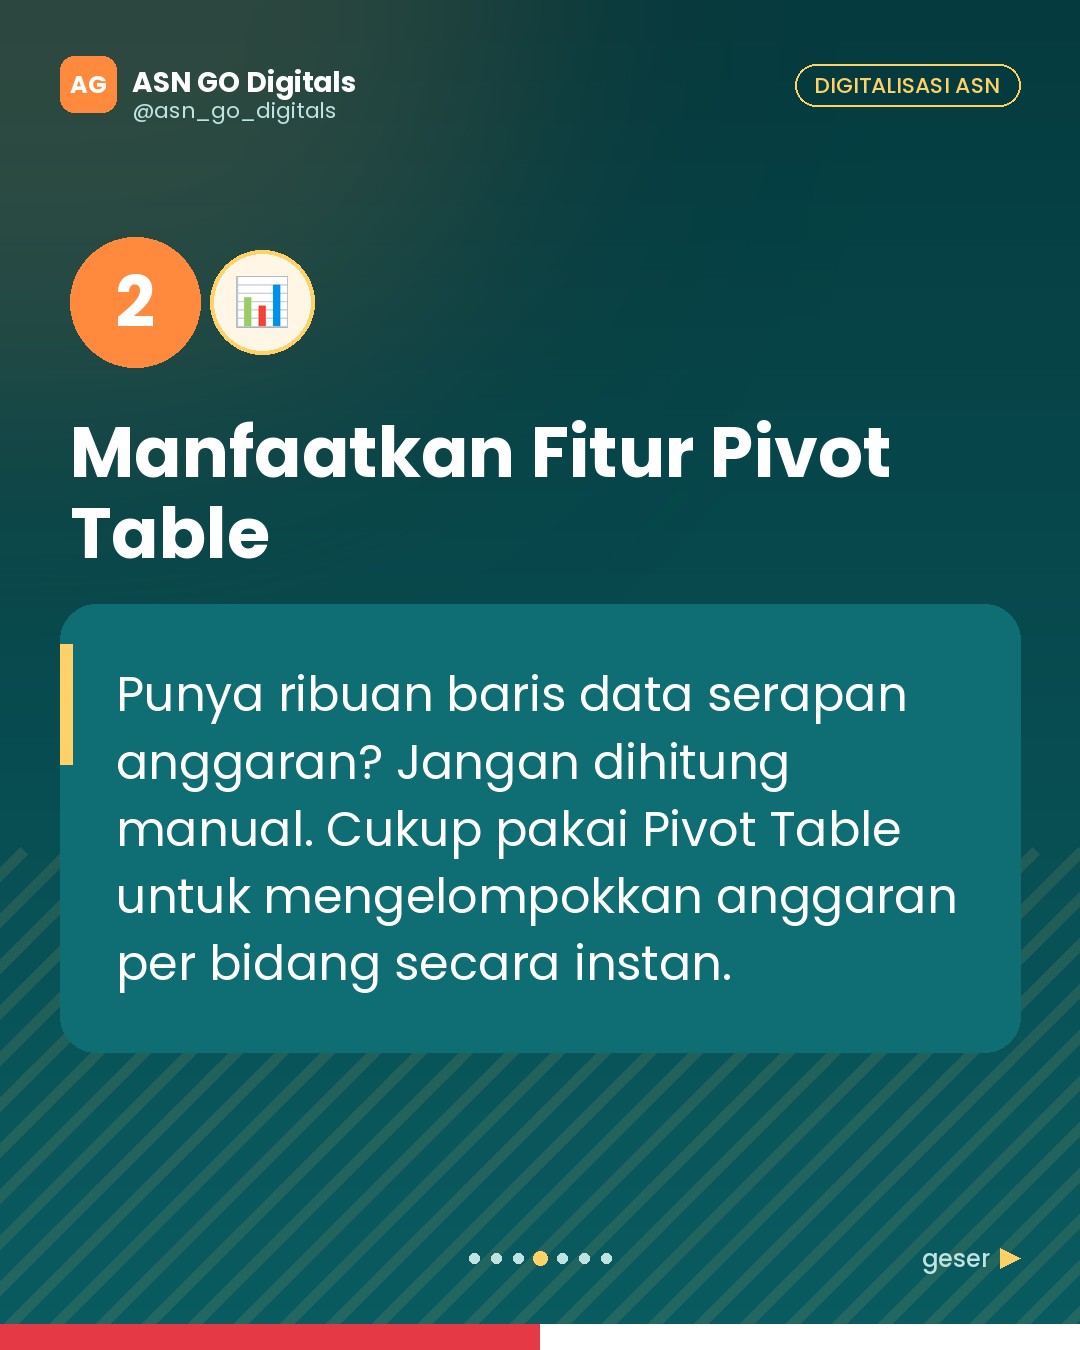 AG
ASN GO Digitals
@asn_go_digitals
DIGITALISASI ASN
2
Manfaatkan Fitur Pivot
Table
Punya ribuan baris data serapan
anggaran? Jangan dihitung
manual. Cukup pakai Pivot Table
untuk mengelompokkan anggaran
per bidang secara instan.
geser